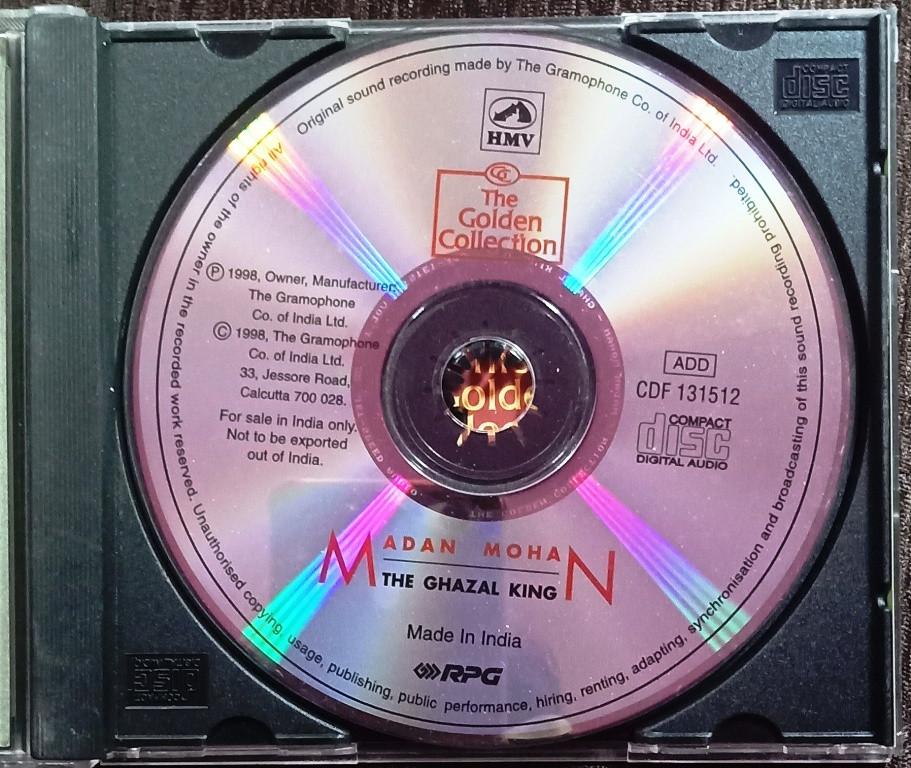 Original sound recording made by The Gramophone Co. of India Ltd.
All rights of the owner in the recorded work reserved. Unauthorised copying, usage, publishing, public performance, hiring, renting, adapting, synchronisation and broadcasting of this sound recording prohibited.
HMV
The
Golden
Collection
COMPACT
disc
DIGITAL AUDIO
Ⓟ 1998, Owner, Manufacturer,
The Gramophone
Co. of India Ltd.
© 1998, The Gramophone
Co. of India Ltd.
33, Jessore Road,
Calcutta 700 028.
For sale in India only.
Not to be exported
out of India.
ADD
CDF 131512
COMPACT
disc
DIGITAL AUDIO
MADAN MOHAN
THE GHAZAL KING
Made In India
RPG